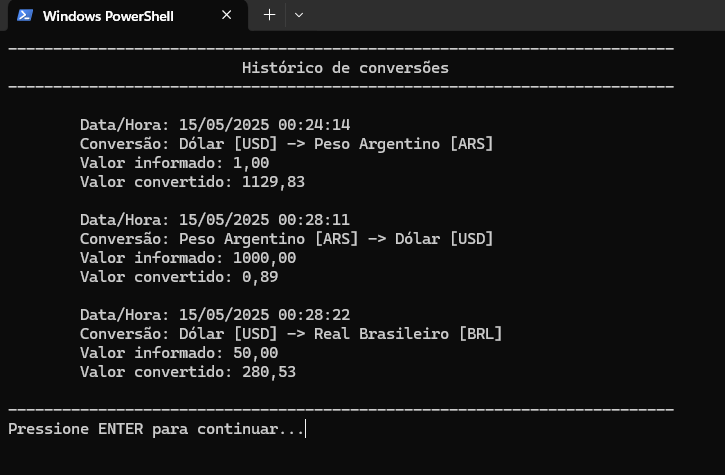 Windows PowerShell
Histórico de conversões
Data/Hora: 15/05/2025 00:24:14
Conversão: Dólar [USD] -> Peso Argentino [ARS]
Valor informado: 1,00
Valor convertido: 1129,83
Data/Hora: 15/05/2025 00:28:11
Conversão: Peso Argentino [ARS] -> Dólar [USD]
Valor informado: 1000,00
Valor convertido: 0,89
Data/Hora: 15/05/2025 00:28:22
Conversão: Dólar [USD] -> Real Brasileiro [BRL]
Valor informado: 50,00
Valor convertido: 280,53
Pressione ENTER para continuar...